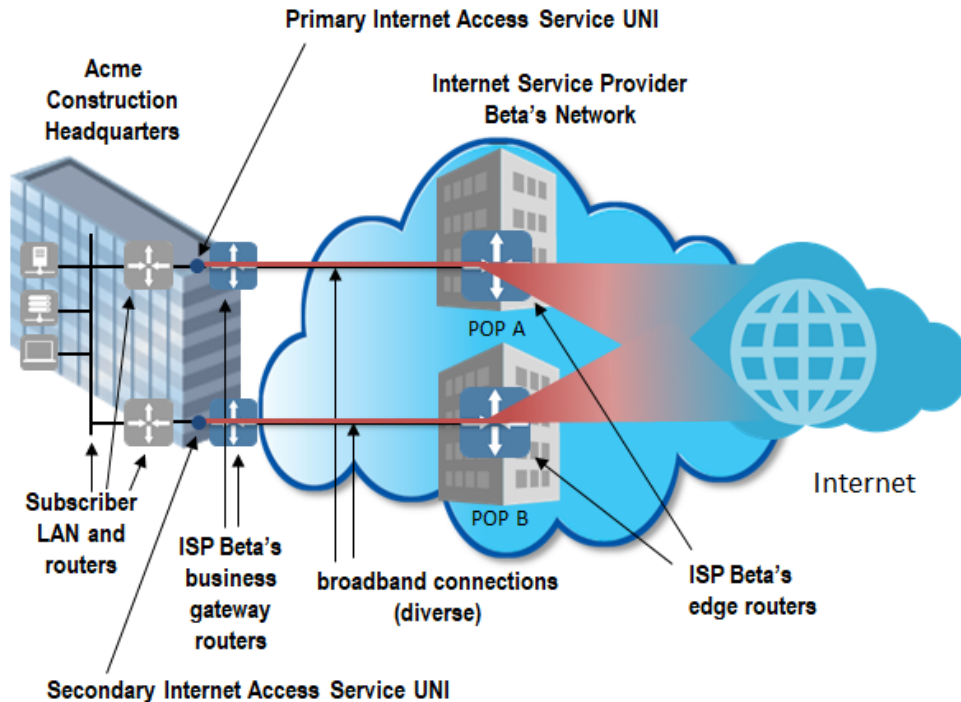 Primary Internet Access Service UNI
Acme
Construction
Headquarters
Internet Service Provider
Beta's Network
POP A
POP B
Internet
Subscriber
LAN and
routers
ISP Beta's
business
gateway
routers
broadband connections
(diverse)
ISP Beta's
edge routers
Secondary Internet Access Service UNI